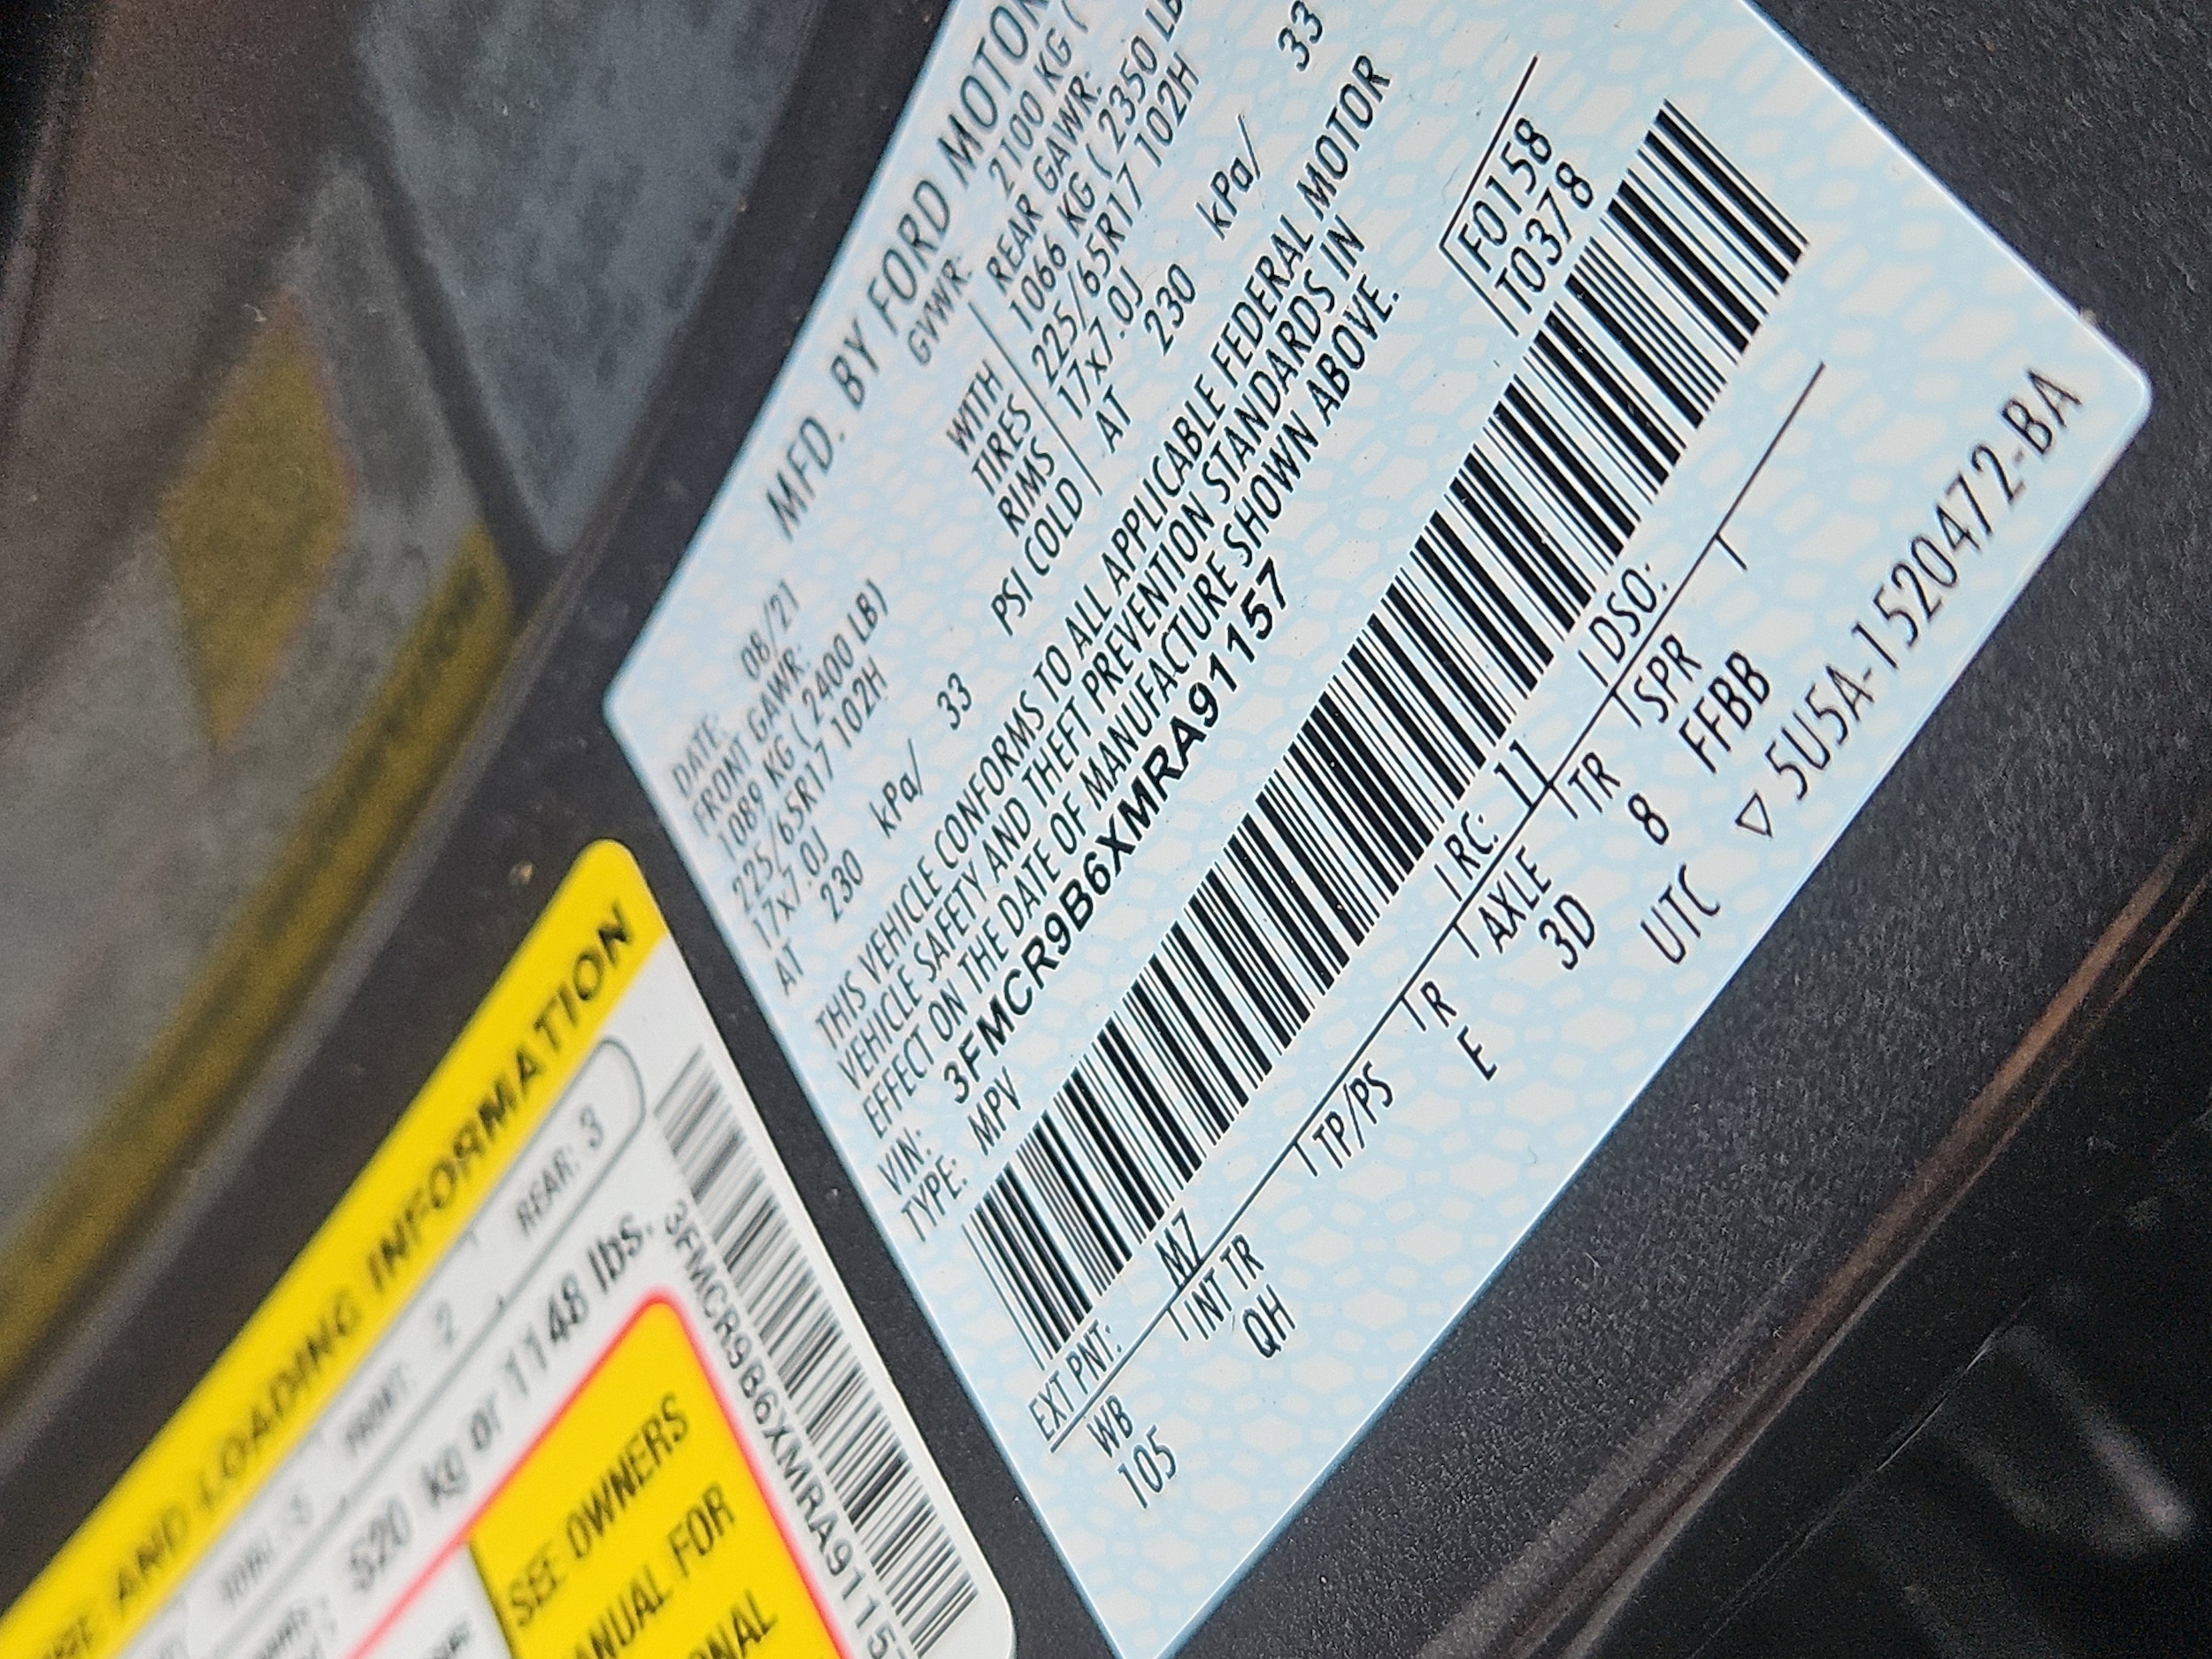 MFD. BY FORD MOTOR
DATE: 08/21 GVWR: 2100 KG (
FRONT GAWR: REAR GAWR:
1089 KG ( 2400 LB) WITH 1066 KG ( 2350 LB
225/65R17 102H TIRES 225/65R17 102H
17x7.0J RIMS 17x7.0J
AT 230 kPa/ 33 PSI COLD AT 230 kPa/ 33
THIS VEHICLE CONFORMS TO ALL APPLICABLE FEDERAL MOTOR
VEHICLE SAFETY AND THEFT PREVENTION STANDARDS IN
EFFECT ON THE DATE OF MANUFACTURE SHOWN ABOVE.
VIN: 3FMCR9B6XMRA91157
TYPE: MPV
F0158
T0378
EXT PNT: M7 RC: 11 DSO:
WB INT TR TP/PS R AXLE TR SPR
105 QH E 3D 8 FFBB
UTC
▽ 5U5A-1520472-BA
AND LOADING INFORMATION
FRONT: 2 REAR: 3
520 kg or 1148 lbs.
SEE OWNERS
FOR
3FMCR9B6XMRA9115